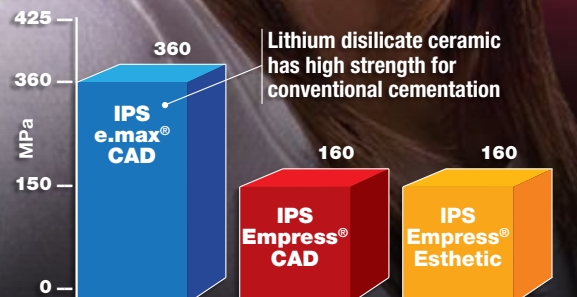 425
360
Lithium disilicate ceramic
has high strength for
conventional cementation
360
IPS
e.max®
CAD
MPa
160
160
150
IPS
Empress®
CAD
IPS
Empress®
Esthetic
0